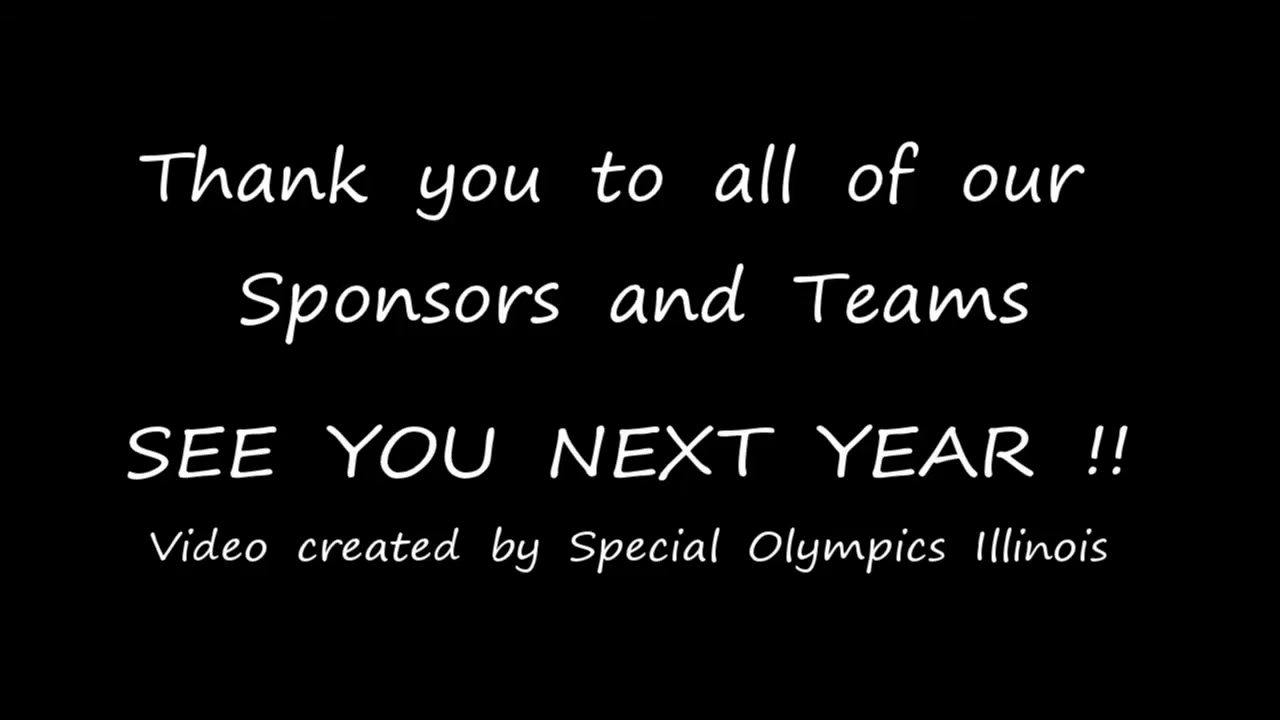 Thank you to all of our
Sponsors and Teams
SEE YOU NEXT YEAR !!
Video created by Special Olympics Illinois